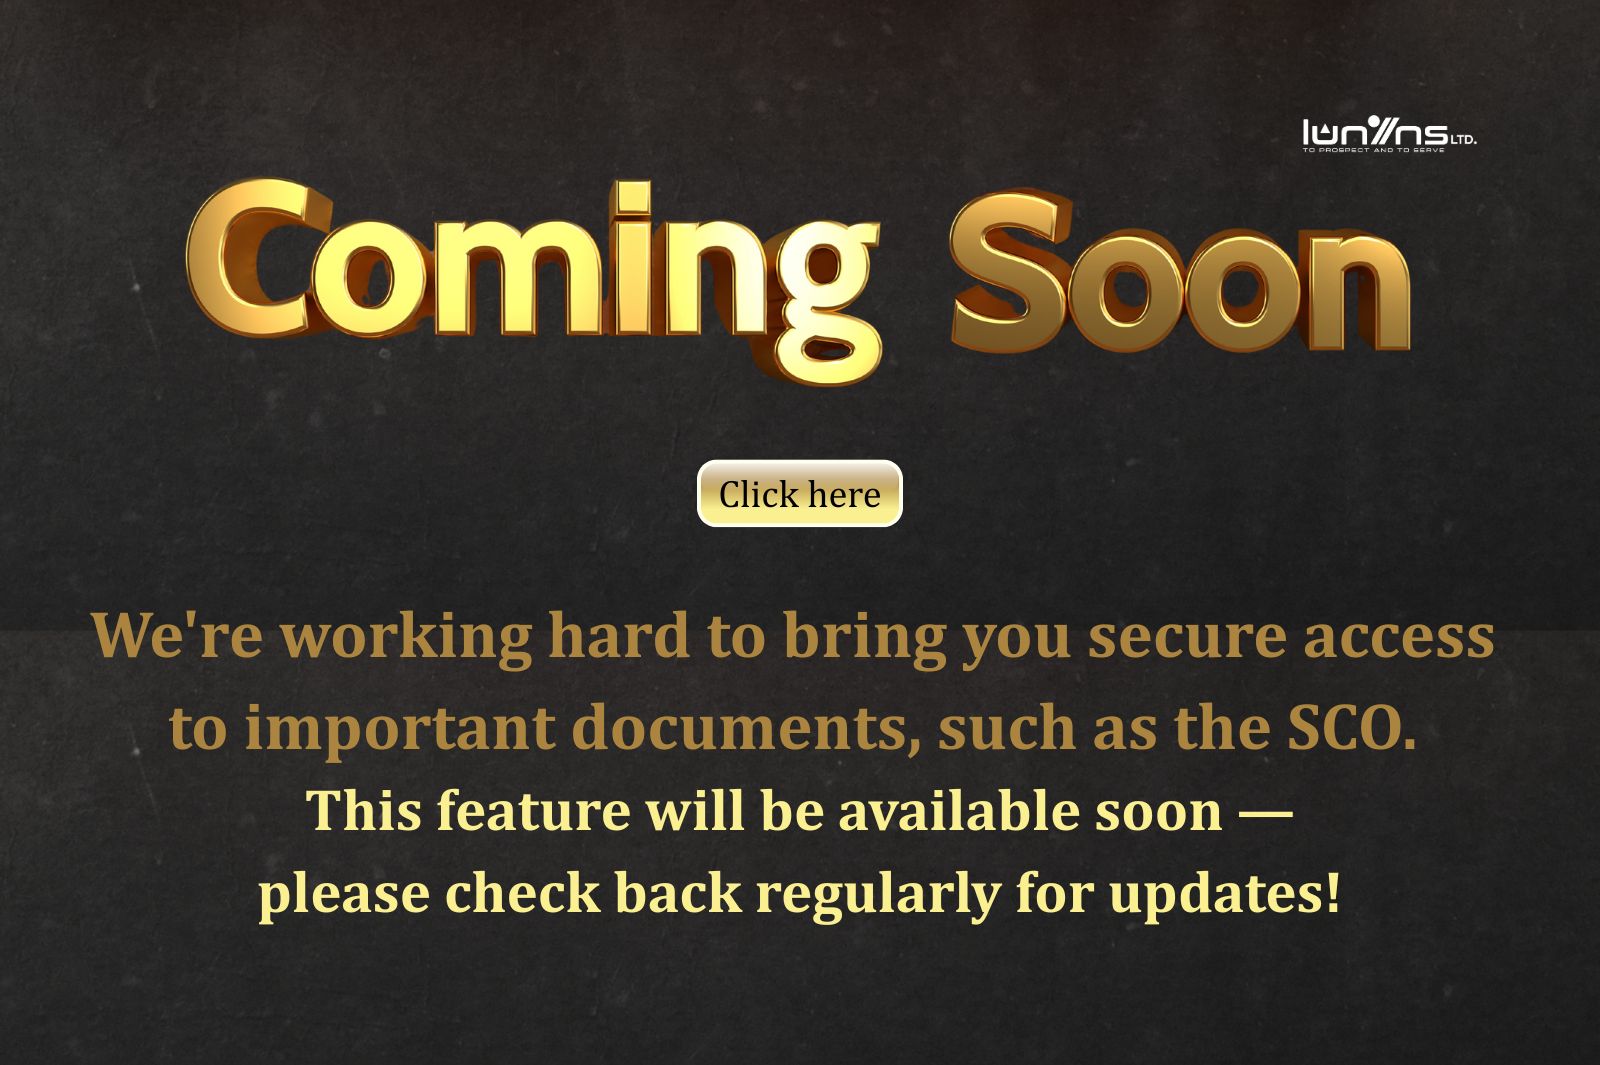 LTD.
TO PROSPECT AND TO SERVE
Coming Soon
Click here
We're working hard to bring you secure access
to important documents, such as the SCO.
This feature will be available soon —
please check back regularly for updates!